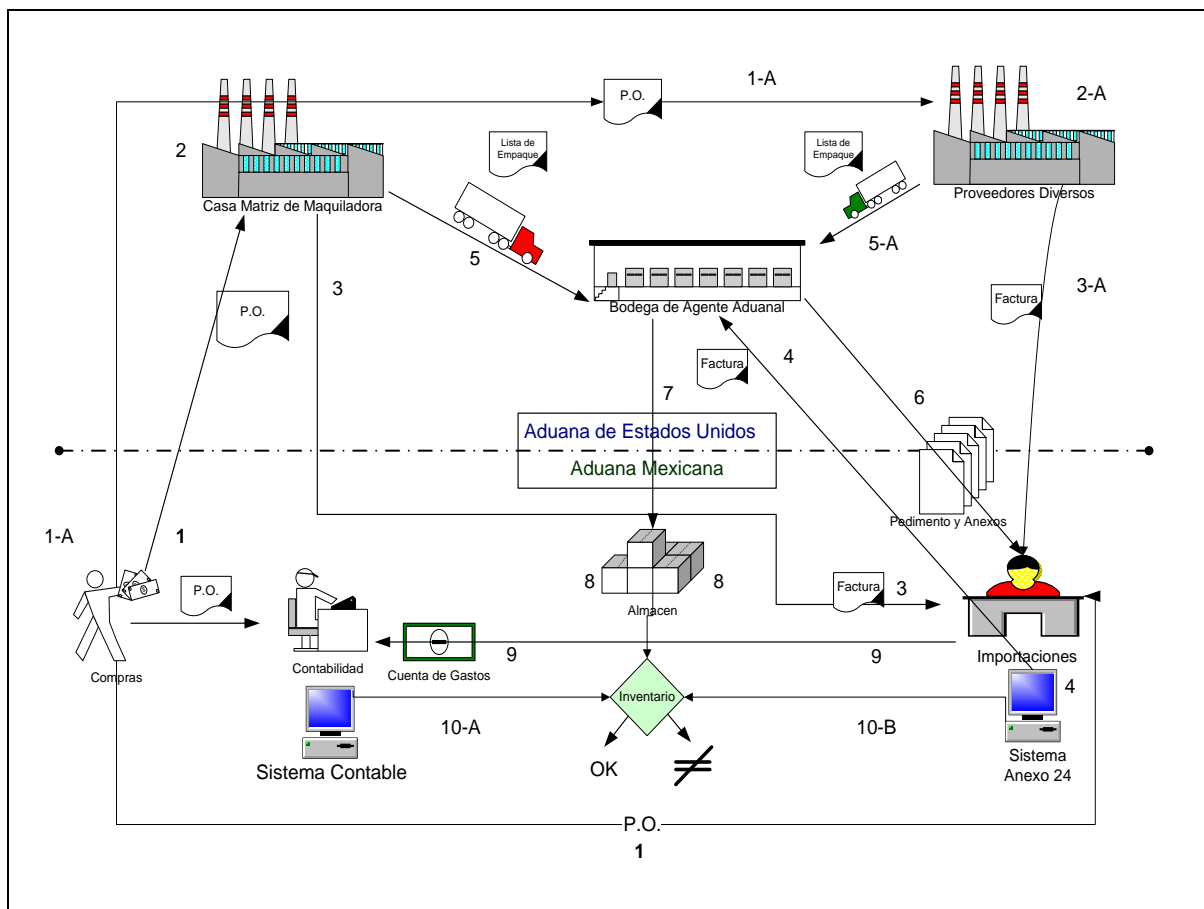 1-A
P.O.
2-A
2
Lista de
Empaque
Lista de
Empaque
Casa Matriz de Maquiladora
Proveedores Diversos
5-A
5
3
3-A
Factura
P.O.
Bodega de Agente Aduanal
4
Factura
7
6
Aduana de Estados Unidos
Aduana Mexicana
Pedimento y Anexos
1-A
1
P.O.
8
8
Almacen
Factura
3
Compras
Contabilidad
Cuenta de Gastos
9
9
Importaciones
4
Inventario
10-A
10-B
Sistema Contable
OK
Sistema
Anexo 24
P.O.
1